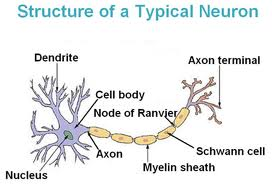 Structure of a Typical Neuron
Dendrite
Axon terminal
Cell body
Node of Ranvier
Schwann cell
Axon
Myelin sheath
Nucleus